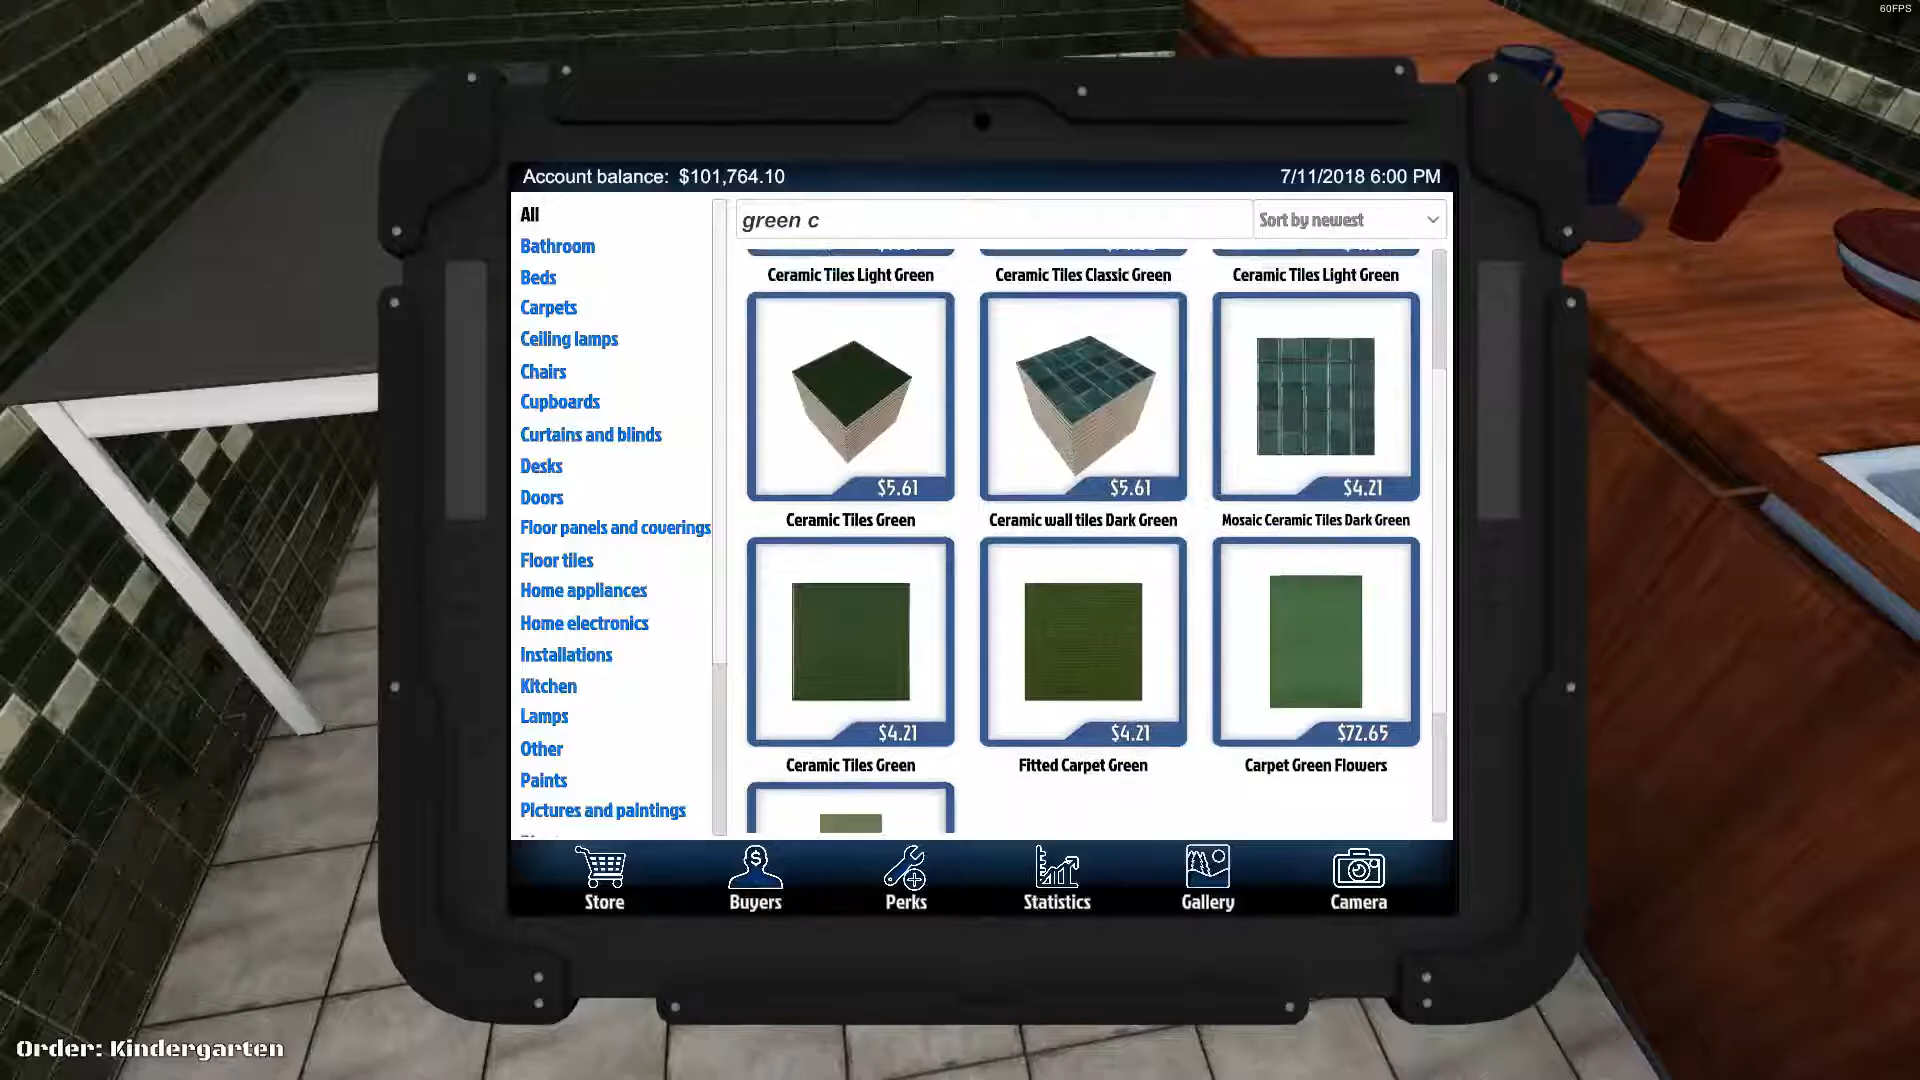 60FPS
Account balance: $101,764.10
7/11/2018 6:00 PM
All
Bathroom
Beds
Carpets
Ceiling lamps
Chairs
Cupboards
Curtains and blinds
Desks
Doors
Floor panels and coverings
Floor tiles
Home appliances
Home electronics
Installations
Kitchen
Lamps
Other
Paints
Pictures and paintings
green c
Sort by newest
Ceramic Tiles Light Green
Ceramic Tiles Classic Green
Ceramic Tiles Light Green
$5.61
$5.61
$4.21
Ceramic Tiles Green
Ceramic wall tiles Dark Green
Mosaic Ceramic Tiles Dark Green
$4.21
$4.21
$72.65
Ceramic Tiles Green
Fitted Carpet Green
Carpet Green Flowers
Store
Buyers
Perks
Statistics
Gallery
Camera
Order: Kindergarten